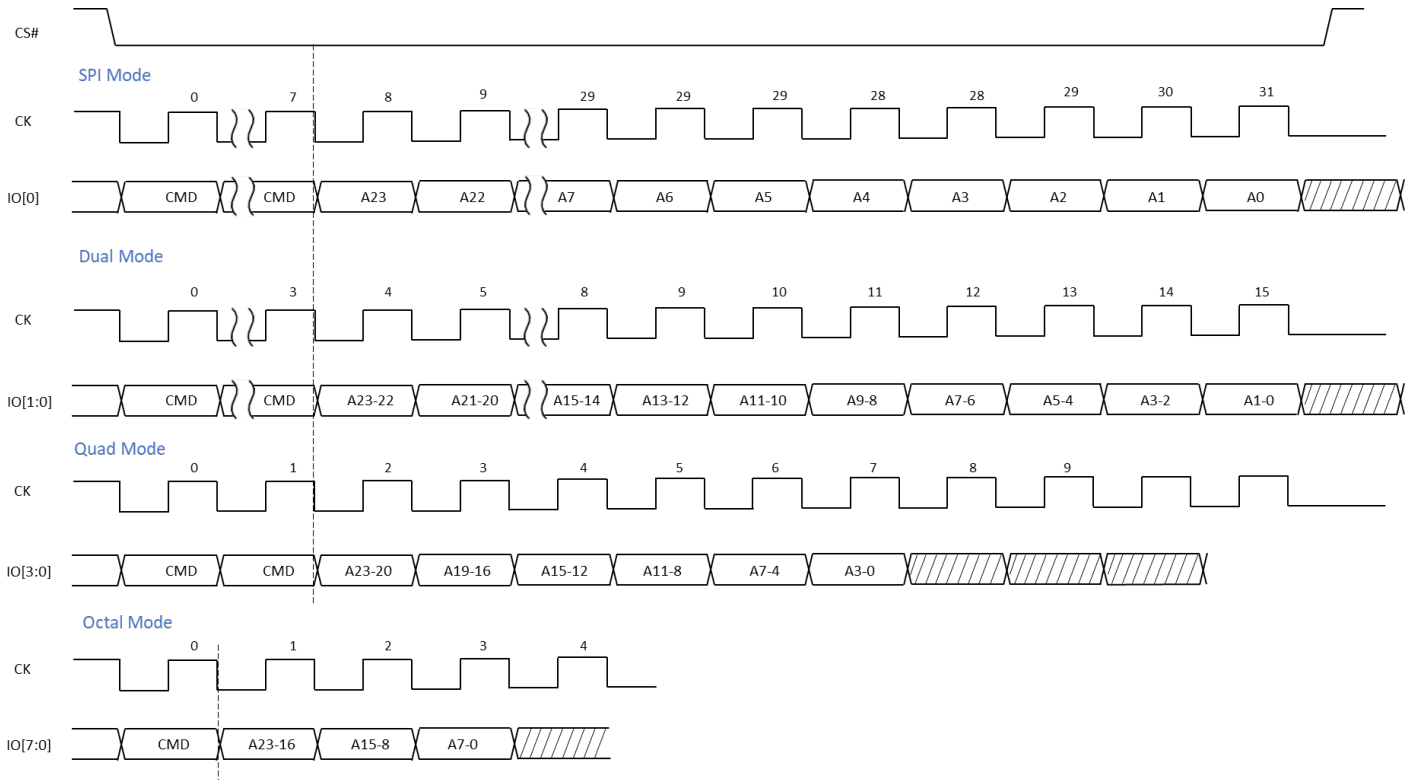 CS#
SPI Mode
0 7 8 9 29 29 29 28 28 29 30 31
CK
IO[0] CMD CMD A23 A22 A7 A6 A5 A4 A3 A2 A1 A0
Dual Mode
0 3 4 5 8 9 10 11 12 13 14 15
CK
IO[1:0] CMD CMD A23-22 A21-20 A15-14 A13-12 A11-10 A9-8 A7-6 A5-4 A3-2 A1-0
Quad Mode
0 1 2 3 4 5 6 7 8 9
CK
IO[3:0] CMD CMD A23-20 A19-16 A15-12 A11-8 A7-4 A3-0
Octal Mode
0 1 2 3 4
CK
IO[7:0] CMD A23-16 A15-8 A7-0